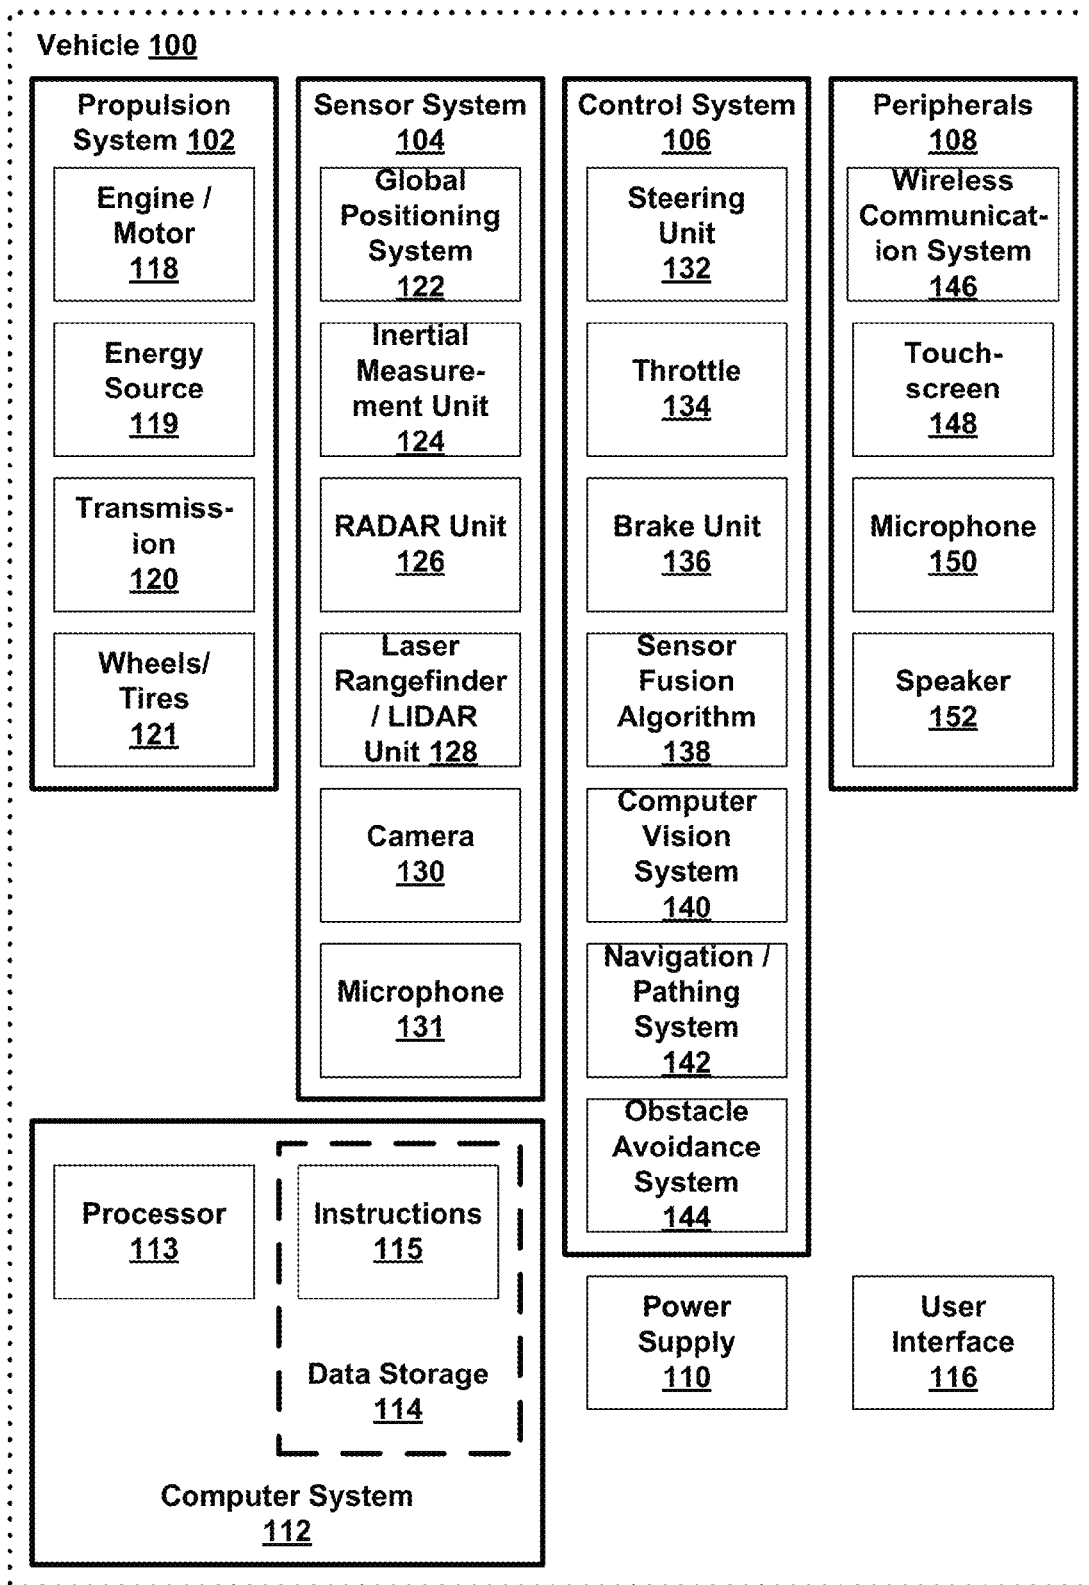 Vehicle 100
Propulsion
System 102
Engine /
Motor
118
Energy
Source
119
Transmiss-
ion
120
Wheels/
Tires
121
Sensor System
104
Global
Positioning
System
122
Inertial
Measure-
ment Unit
124
RADAR Unit
126
Laser
Rangefinder
/ LIDAR
Unit 128
Camera
130
Microphone
131
Control System
106
Steering
Unit
132
Throttle
134
Brake Unit
136
Sensor
Fusion
Algorithm
138
Computer
Vision
System
140
Navigation /
Pathing
System
142
Obstacle
Avoidance
System
144
Peripherals
108
Wireless
Communicat-
ion System
146
Touch-
screen
148
Microphone
150
Speaker
152
Processor
113
Instructions
115
Data Storage
114
Computer System
112
Power
Supply
110
User
Interface
116